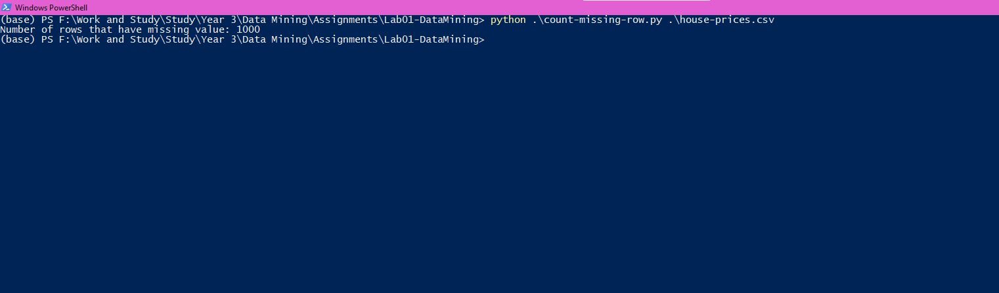 Windows PowerShell
(base) PS F:\Work and Study\Study\Year 3\Data Mining\Assignments\Lab01-DataMining> python .\count-missing-row.py .\house-prices.csv
Number of rows that have missing value: 1000
(base) PS F:\Work and Study\Study\Year 3\Data Mining\Assignments\Lab01-DataMining>